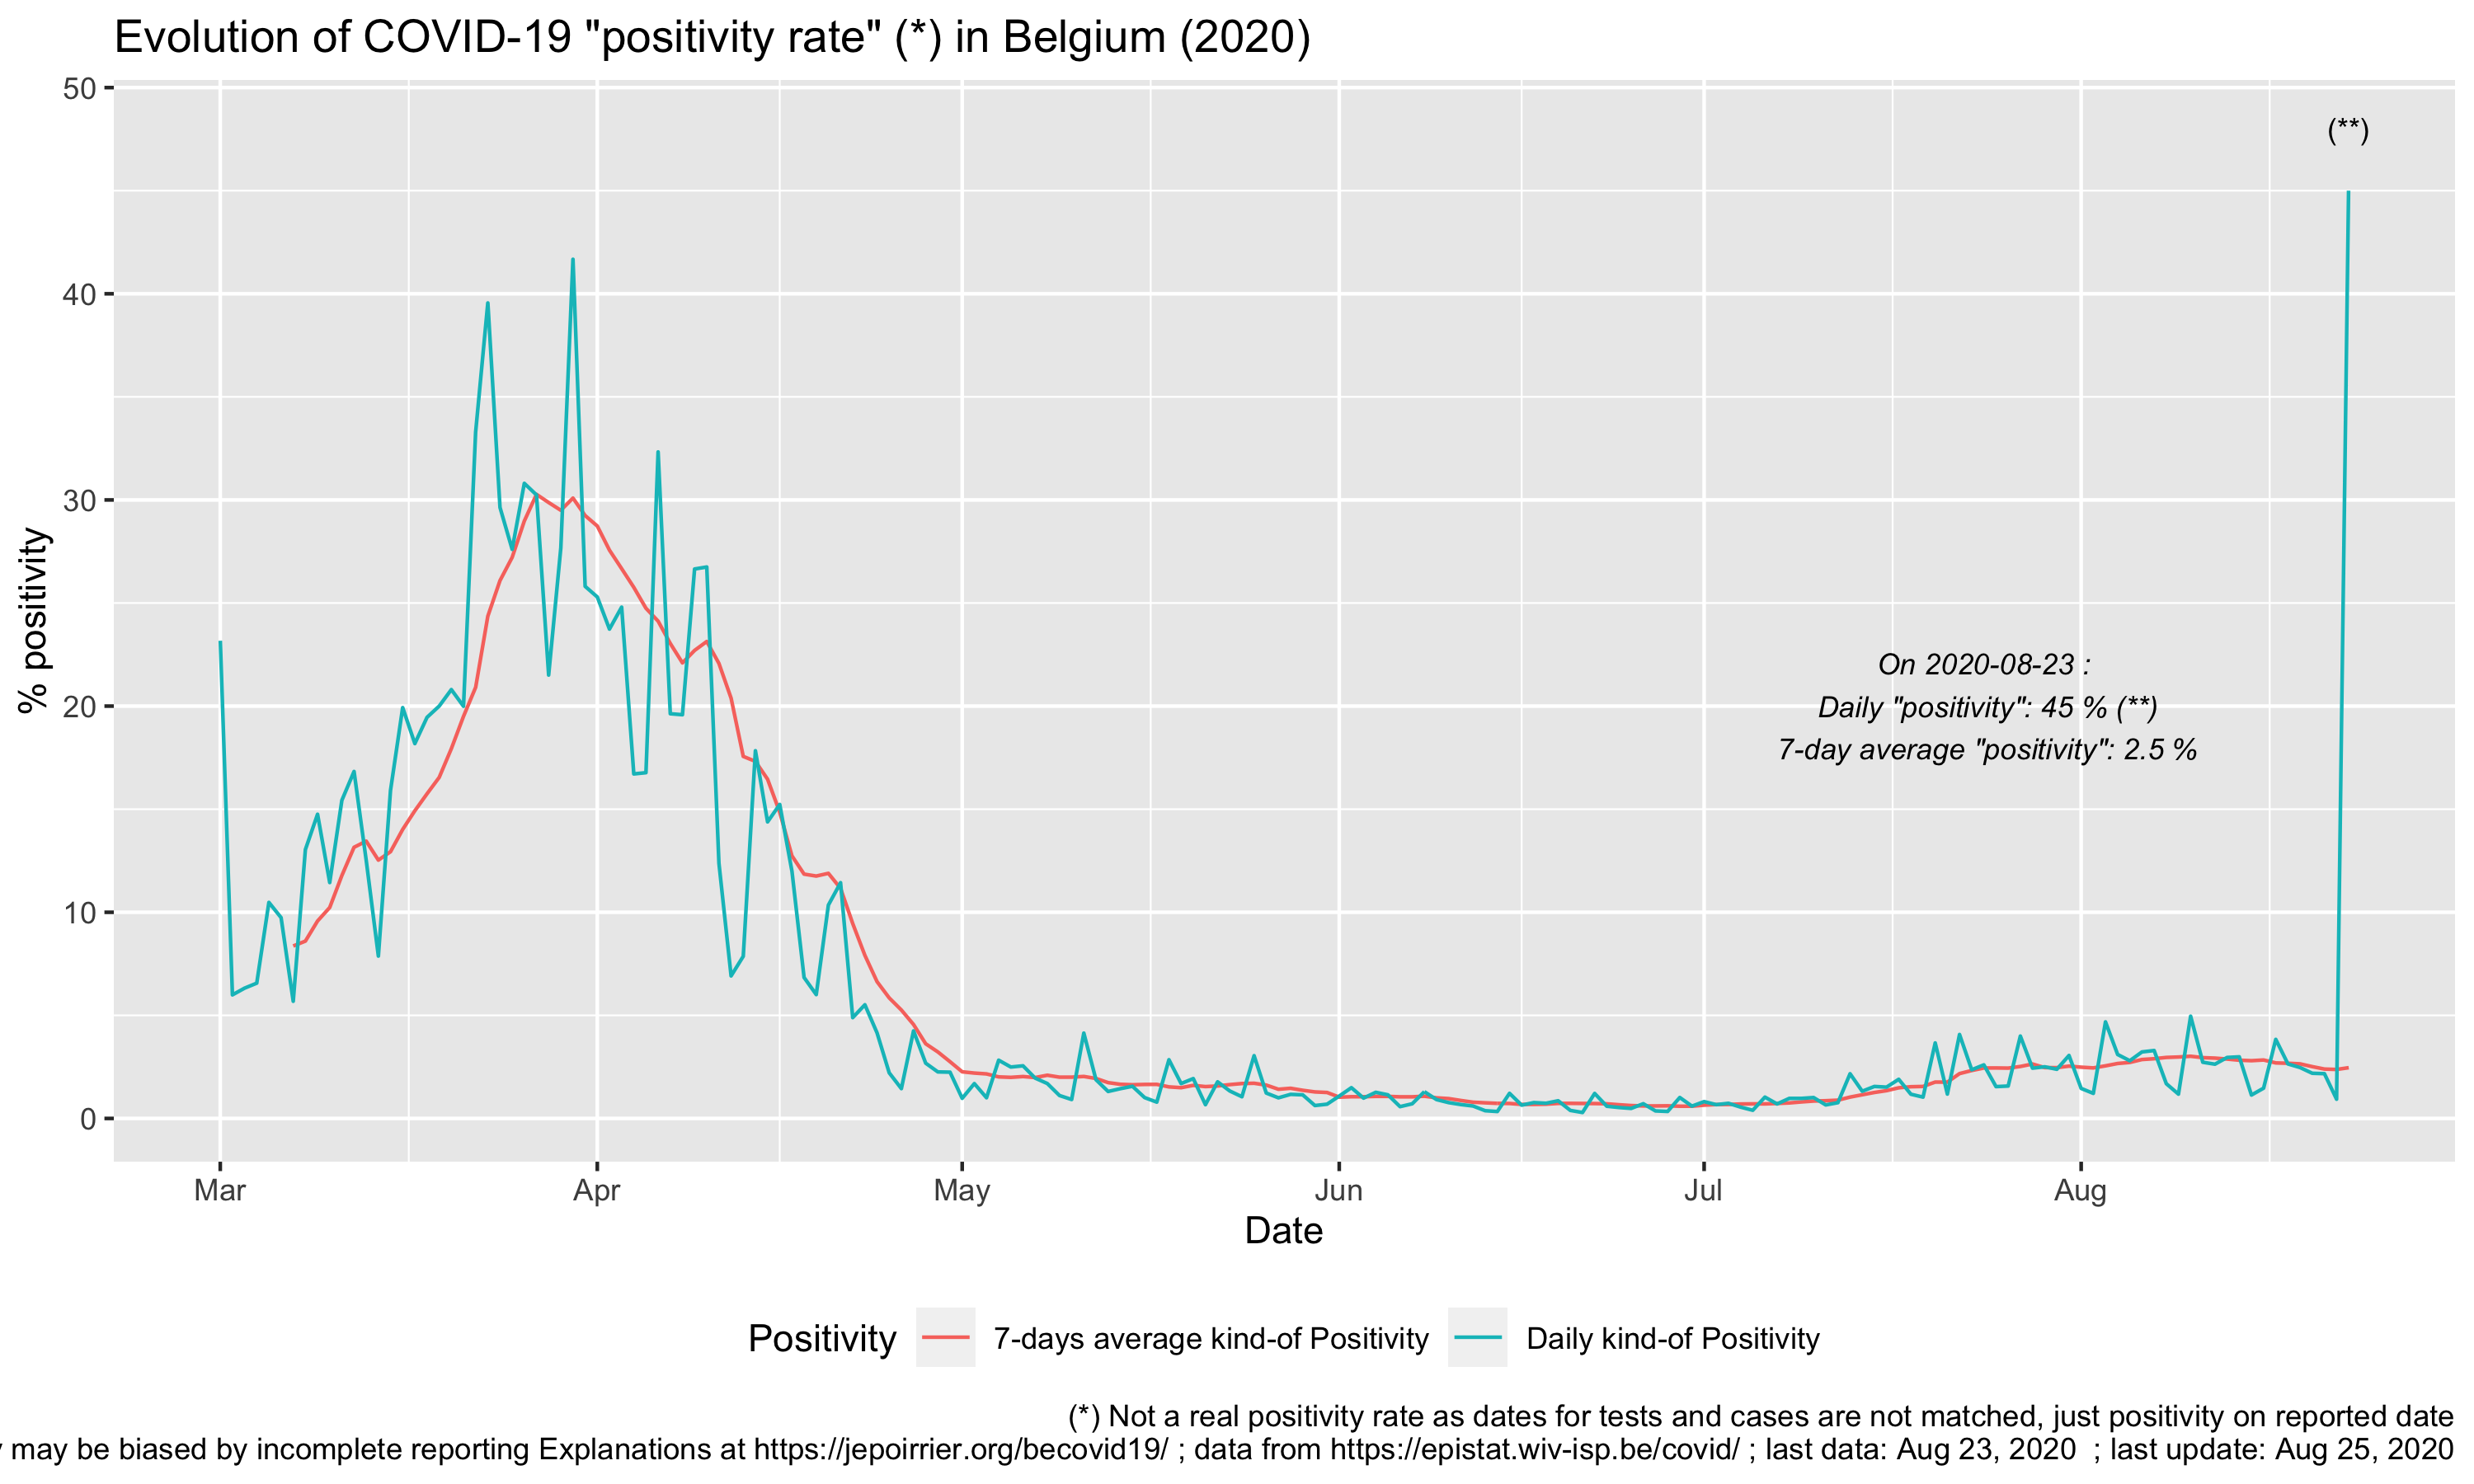 Evolution of COVID-19 "positivity rate" (*) in Belgium (2020)
50
40
30
20
10
0
% positivity
(**)
On 2020-08-23 :
Daily "positivity": 45 % (**)
7-day average "positivity": 2.5 %
Mar Apr May Jun Jul Aug
Date
Positivity 7-days average kind-of Positivity Daily kind-of Positivity
(*) Not a real positivity rate as dates for tests and cases are not matched, just positivity on reported date
may be biased by incomplete reporting Explanations at https://jepoirrier.org/becovid19/ ; data from https://epistat.wiv-isp.be/covid/ ; last data: Aug 23, 2020 ; last update: Aug 25, 2020